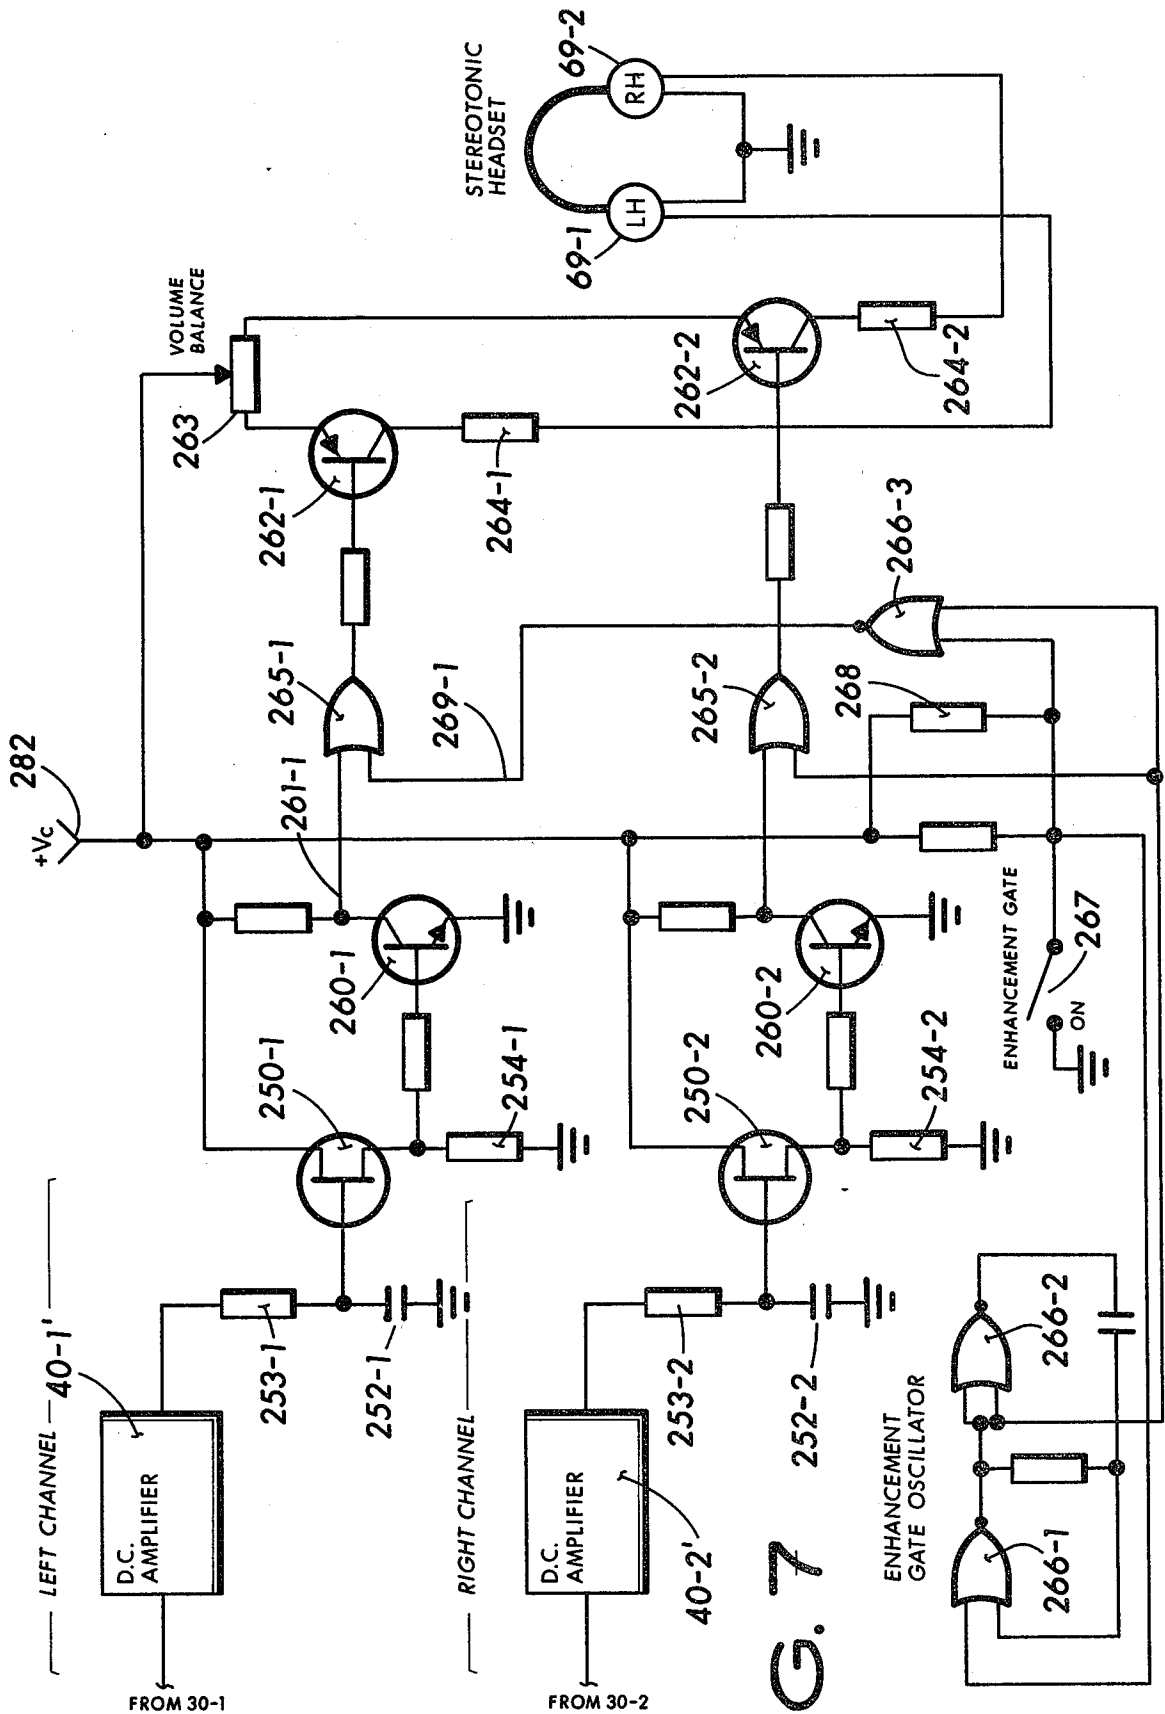 +Vc
282
LEFT CHANNEL
40-1'
D.C.
AMPLIFIER
FROM 30-1
253-1
252-1
250-1
254-1
260-1
261-1
265-1
269-1
262-1
263
VOLUME
BALANCE
264-1
STEREOTONIC
HEADSET
69-1
LH
69-2
RH
RIGHT CHANNEL
D.C.
AMPLIFIER
40-2'
FROM 30-2
253-2
252-2
250-2
254-2
260-2
265-2
262-2
264-2
266-3
268
ENHANCEMENT GATE
267
ON
ENHANCEMENT
GATE OSCILLATOR
266-1
266-2
G. 7